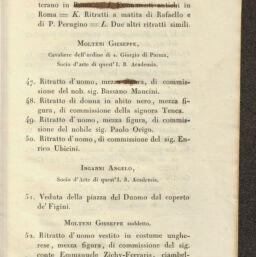 terano in Monumenti antichi in
Roma = K. Ritratti a matita di Rafaello e
di P. Perugino = L. Due altri ritratti simili.
MOLTENI GIUSEPPE,
Cavaliere dell'ordine di s. Giorgio di Parma,
Socio d'arte di quest'I. R. Academia.
47. Ritratto d'uomo, mezza figura, di commis-
sione del nob. sig. Bassano Mancini.
48. Ritratto di donna in abito nero, mezza fi-
gura, di commissione della signora Tenca.
49. Ritratto d'uomo, mezza figura, di commis-
sione del nobile sig. Paolo Origo.
50. Ritratto d'uomo, di commissione del sig. En-
rico Ubicini.
INGANNI ANGELO,
Socio d'Arte di quest'I. R. Academia.
51. Veduta della piazza del Duomo dal coperto
de' Figini.
MOLTENI GIUSEPPE suddetto.
52. Ritratto d'uomo vestito in costume unghe-
rese, mezza figura, di commissione del sig.
conte Emmanuele Zichy-Ferraris, ciambel-